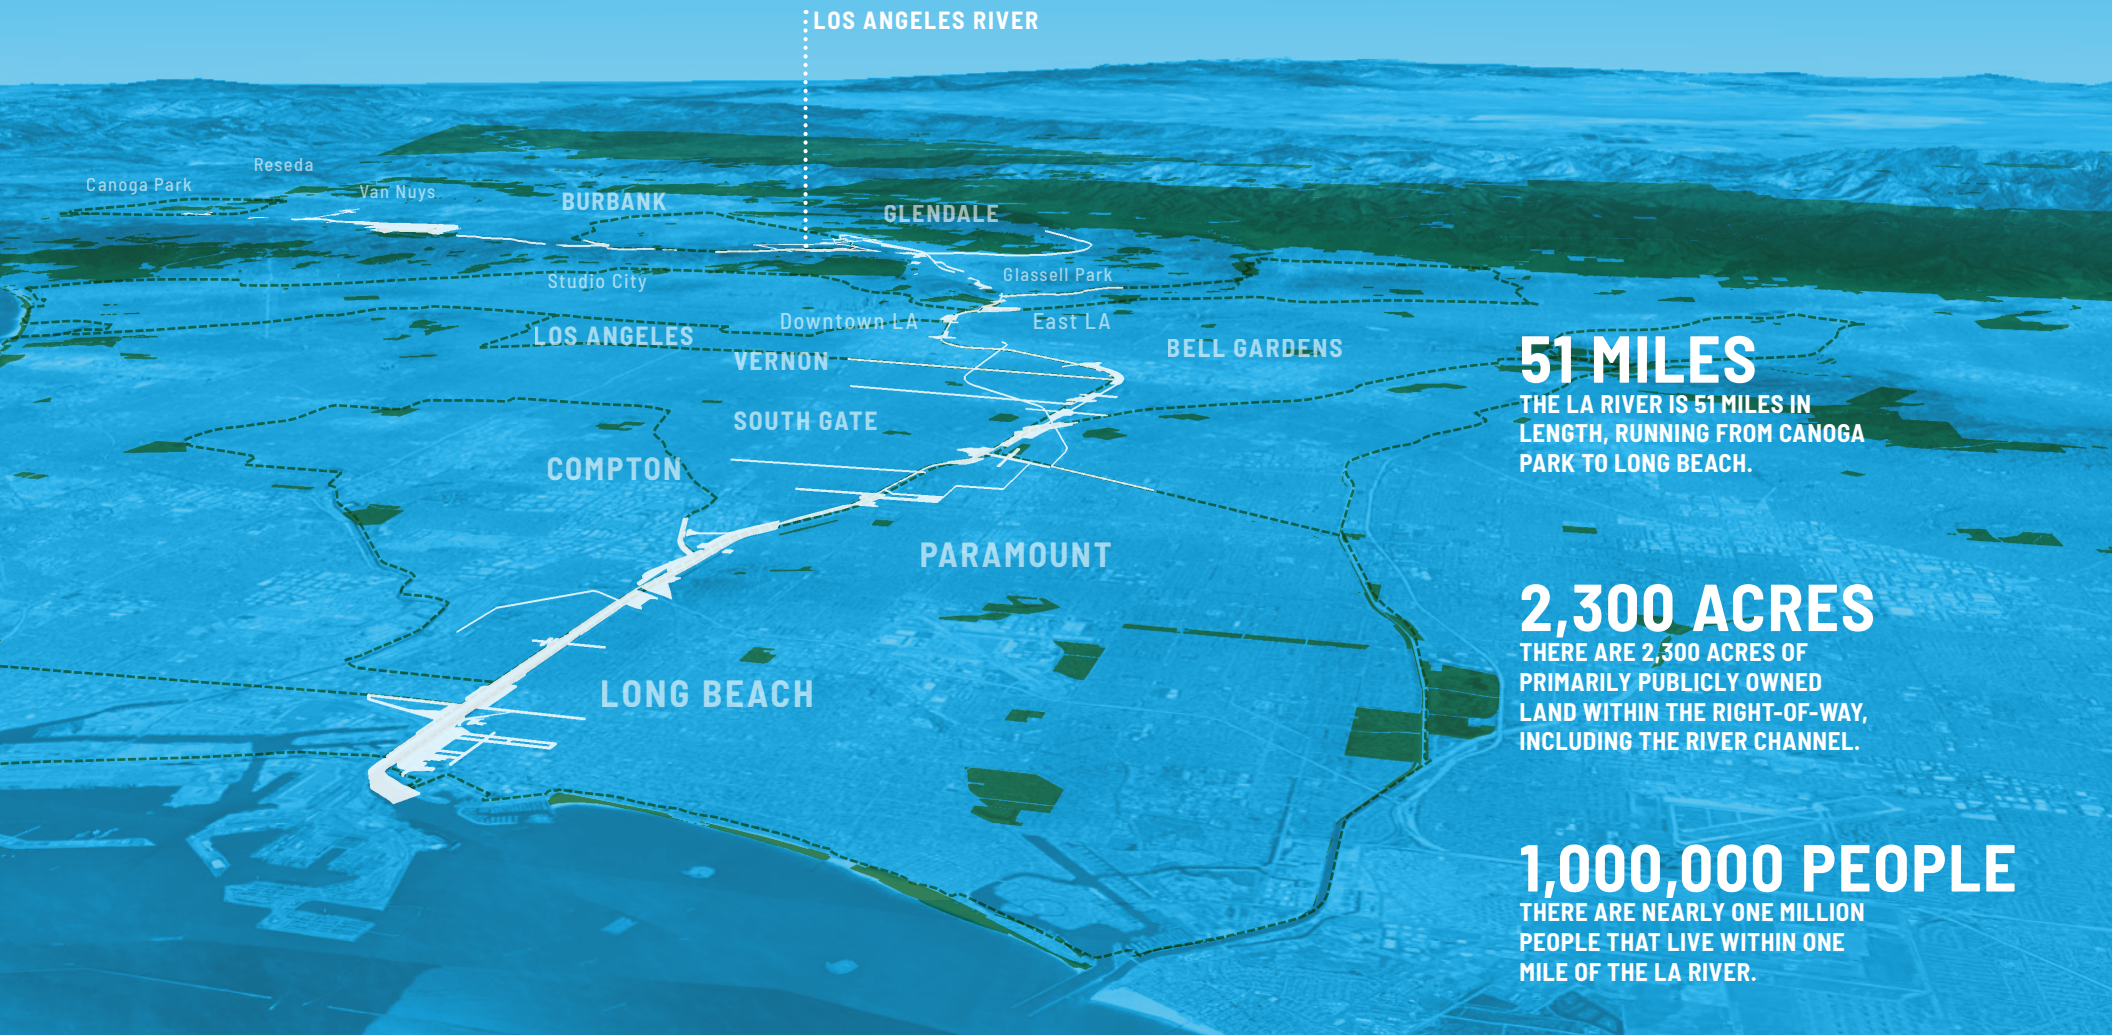 LOS ANGELES RIVER
Reseda
Canoga Park
Van Nuys
BURBANK
GLENDALE
Studio City
Glassell Park
Downtown LA
East LA
LOS ANGELES
VERNON
BELL GARDENS
SOUTH GATE
COMPTON
PARAMOUNT
LONG BEACH
51 MILES
THE LA RIVER IS 51 MILES IN
LENGTH, RUNNING FROM CANOGA
PARK TO LONG BEACH.
2,300 ACRES
THERE ARE 2,300 ACRES OF
PRIMARILY PUBLICLY OWNED
LAND WITHIN THE RIGHT-OF-WAY,
INCLUDING THE RIVER CHANNEL.
1,000,000 PEOPLE
THERE ARE NEARLY ONE MILLION
PEOPLE THAT LIVE WITHIN ONE
MILE OF THE LA RIVER.